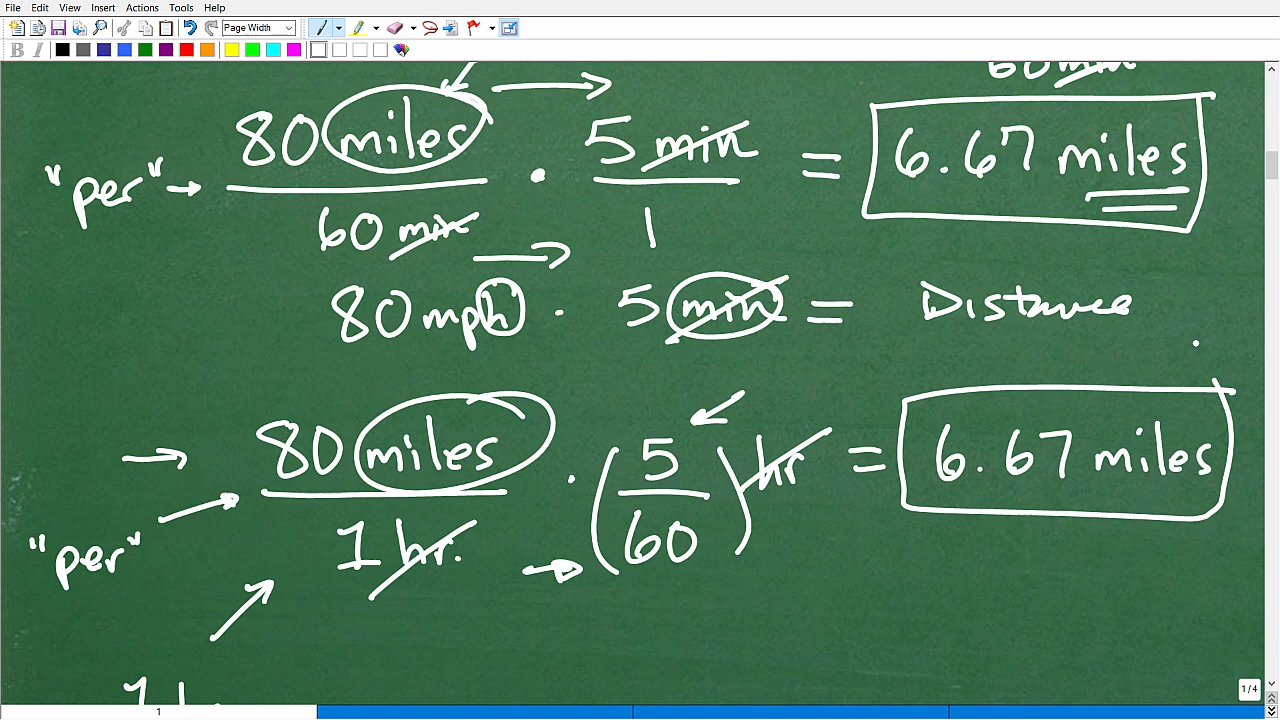 File Edit View Insert Actions Tools Help
Page Width
B I
60 min
80 miles · 5 min = 6.67 miles
"per"
60 min 1
80 mph · 5 min = Distance
80 miles · (5/60) hr = 6.67 miles
1 hr.
"per"
1/4
1